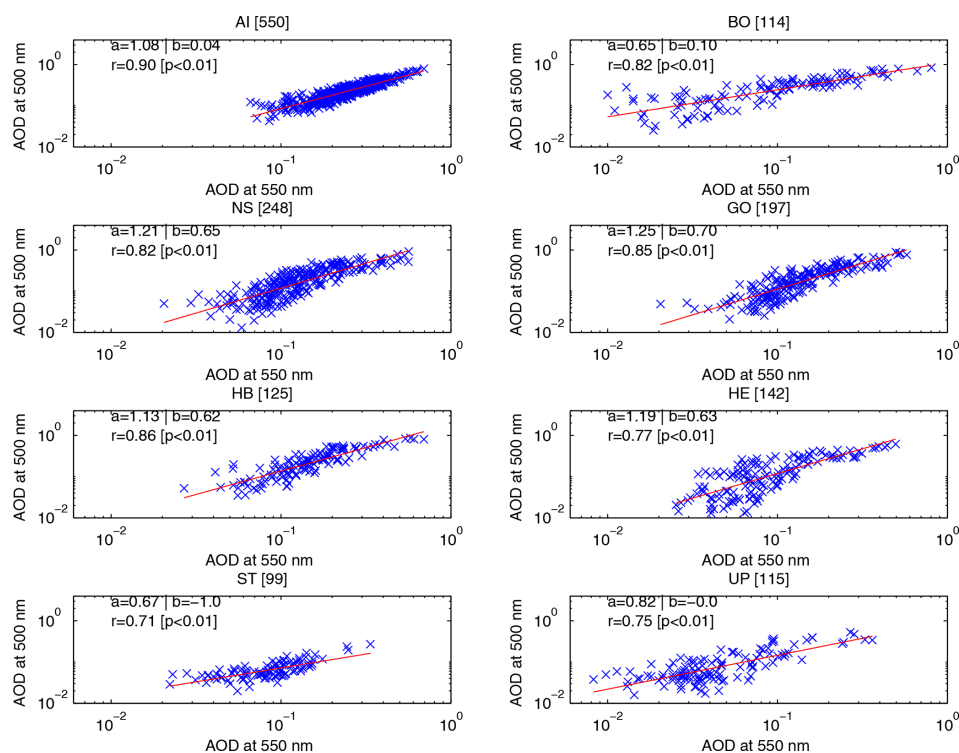 AI [550]
a=1.08 | b=0.04
r=0.90 [p<0.01]
AOD at 500 nm
10^0
10^−2
10^−2
10^−1
10^0
AOD at 550 nm
BO [114]
a=0.65 | b=0.10
r=0.82 [p<0.01]
AOD at 500 nm
10^0
10^−2
10^−2
10^−1
10^0
AOD at 550 nm
NS [248]
a=1.21 | b=0.65
r=0.82 [p<0.01]
AOD at 500 nm
10^0
10^−2
10^−2
10^−1
10^0
AOD at 550 nm
GO [197]
a=1.25 | b=0.70
r=0.85 [p<0.01]
AOD at 500 nm
10^0
10^−2
10^−2
10^−1
10^0
AOD at 550 nm
HB [125]
a=1.13 | b=0.62
r=0.86 [p<0.01]
AOD at 500 nm
10^0
10^−2
10^−2
10^−1
10^0
AOD at 550 nm
HE [142]
a=1.19 | b=0.63
r=0.77 [p<0.01]
AOD at 500 nm
10^0
10^−2
10^−2
10^−1
10^0
AOD at 550 nm
ST [99]
a=0.67 | b=−1.0
r=0.71 [p<0.01]
AOD at 500 nm
10^0
10^−2
10^−2
10^−1
10^0
AOD at 550 nm
UP [115]
a=0.82 | b=−0.0
r=0.75 [p<0.01]
AOD at 500 nm
10^0
10^−2
10^−2
10^−1
10^0
AOD at 550 nm